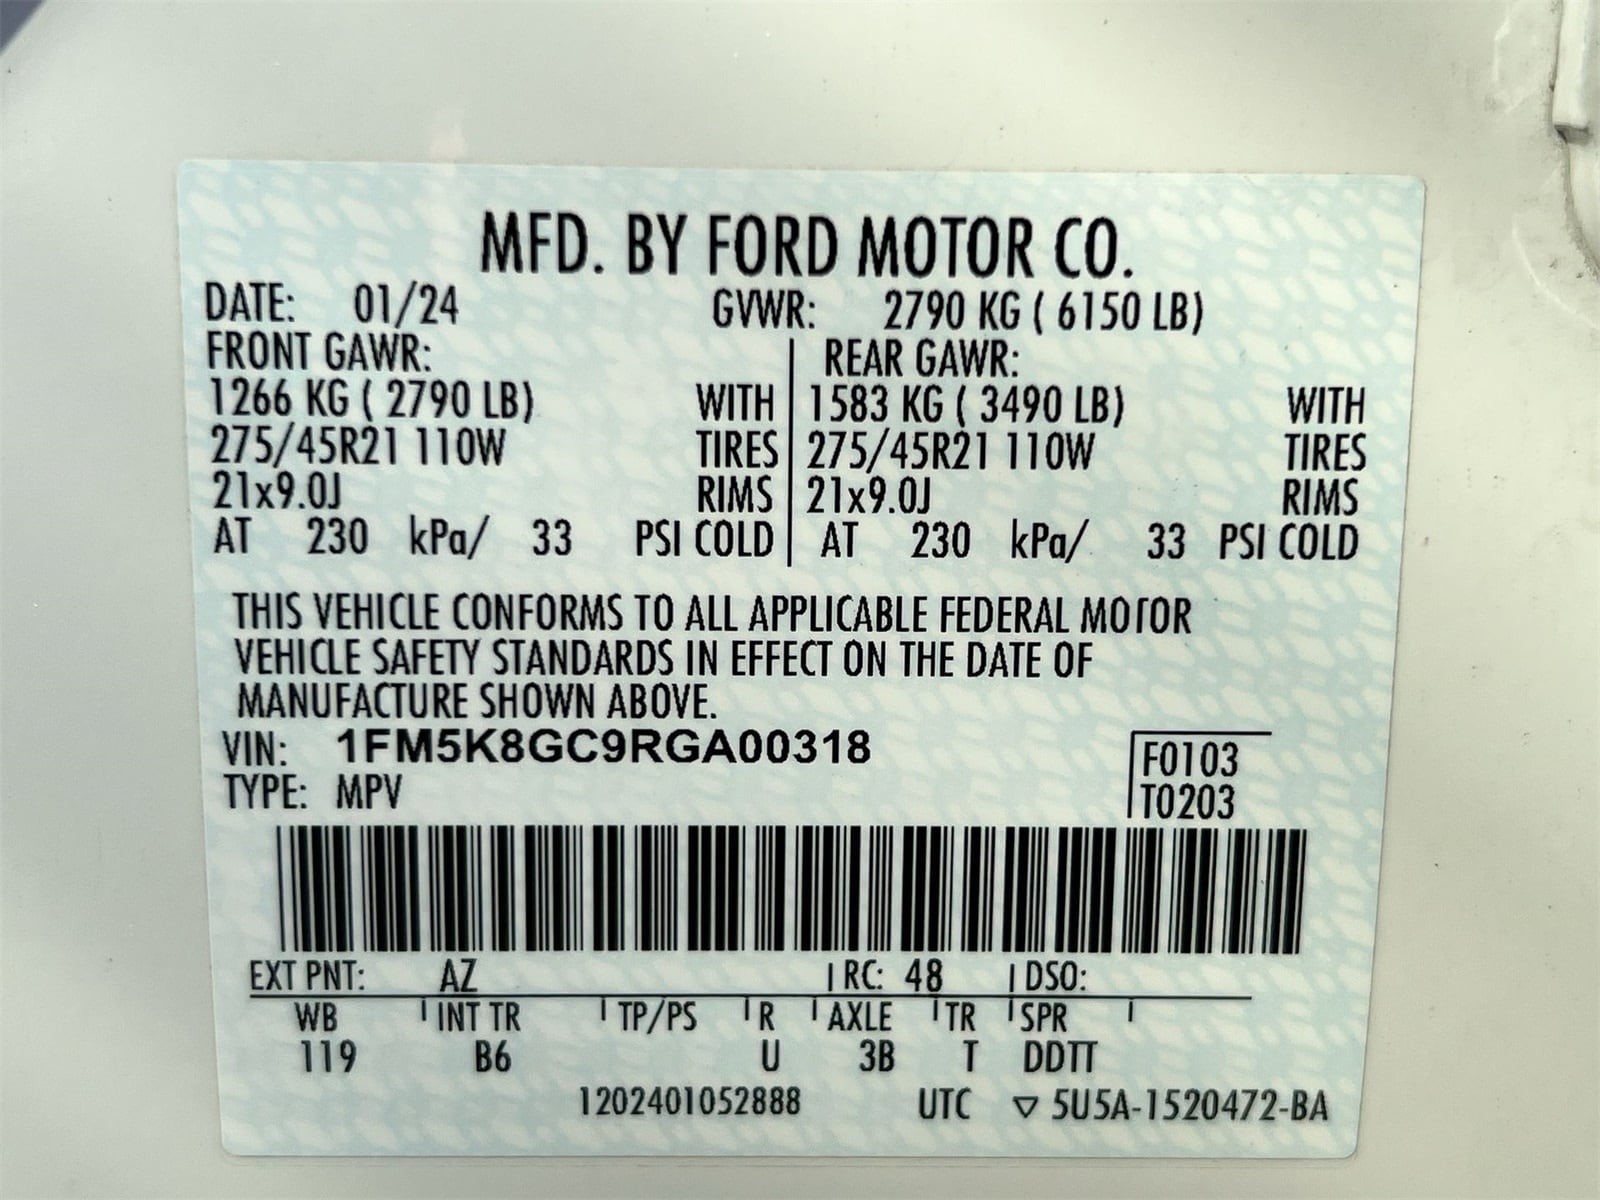 MFD. BY FORD MOTOR CO.
DATE: 01/24 GVWR: 2790 KG ( 6150 LB)
FRONT GAWR: REAR GAWR:
1266 KG ( 2790 LB) WITH 1583 KG ( 3490 LB) WITH
275/45R21 110W TIRES 275/45R21 110W TIRES
21x9.0J RIMS 21x9.0J RIMS
AT 230 kPa/ 33 PSI COLD AT 230 kPa/ 33 PSI COLD
THIS VEHICLE CONFORMS TO ALL APPLICABLE FEDERAL MOTOR
VEHICLE SAFETY STANDARDS IN EFFECT ON THE DATE OF
MANUFACTURE SHOWN ABOVE.
VIN: 1FM5K8GC9RGA00318 F0103
TYPE: MPV T0203
EXT PNT: AZ RC: 48 DSO:
WB INT TR TP/PS R AXLE TR SPR
119 B6 U 3B T DDTT
1202401052888 UTC ▽ 5U5A-1520472-BA